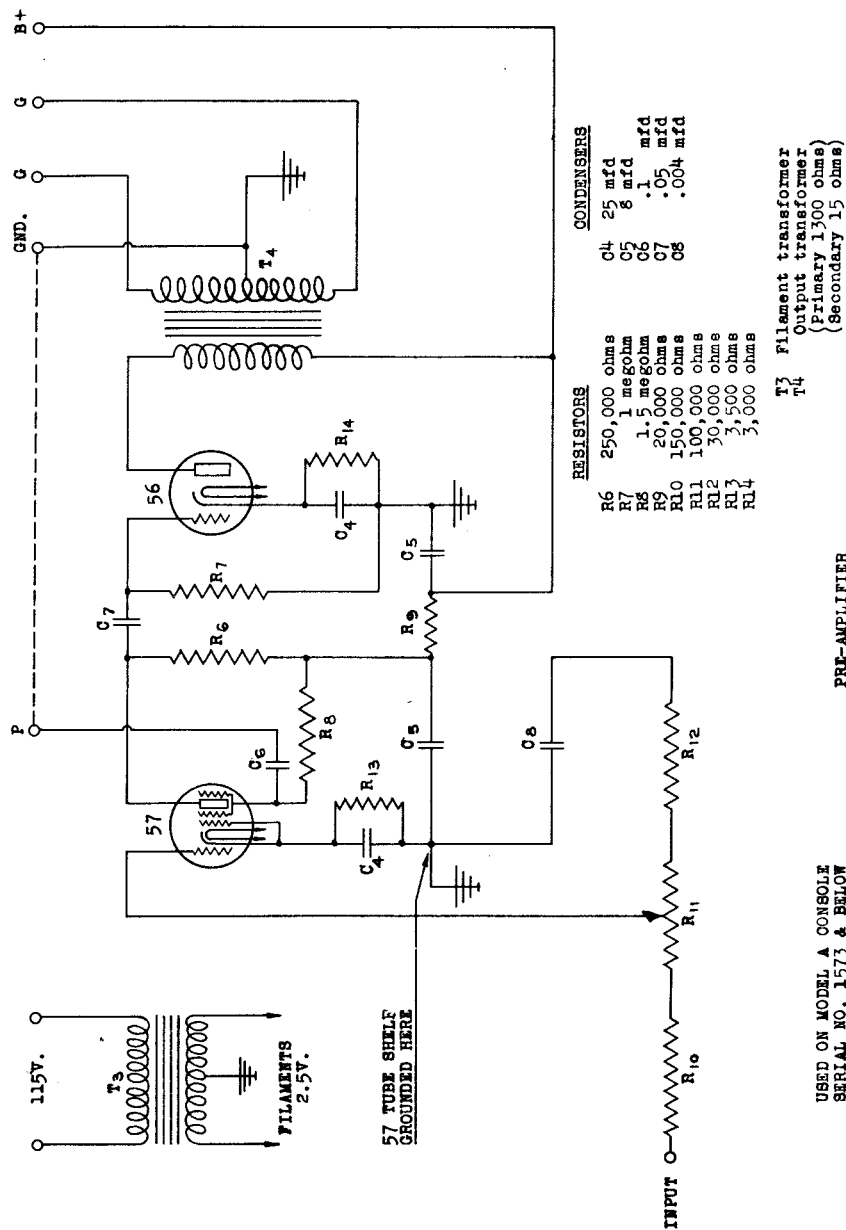 115V.
T3
FILAMENTS
2.5V.
57 TUBE SHELF
GROUNDED HERE
INPUT
R10
R11
R12
C8
57
C4
R13
C6
R8
C5
P
R6
C7
R7
R9
C5
56
C4
R14
T4
GND.
G
G
B+
RESISTORS
R6 250,000 ohms
R7 1 megohm
R8 1.5 megohm
R9 20,000 ohms
R10 150,000 ohms
R11 100,000 ohms
R12 30,000 ohms
R13 3,500 ohms
R14 3,000 ohms
CONDENSERS
C4 25 mfd
C5 8 mfd
C6 .1 mfd
C7 .05 mfd
C8 .004 mfd
T3 Filament transformer
T4 Output transformer
(Primary 1300 ohms)
(Secondary 15 ohms)
PRE-AMPLIFIER
USED ON MODEL A CONSOLE
SERIAL NO. 1573 & BELOW